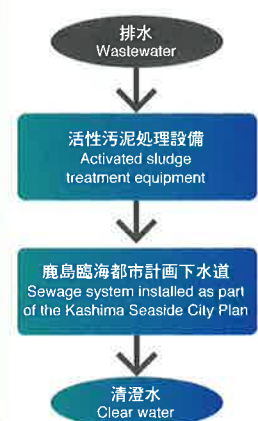 排水
Wastewater
活性汚泥処理設備
Activated sludge
treatment equipment
鹿島臨海都市計画下水道
Sewage system installed as part
of the Kashima Seaside City Plan
清澄水
Clear water